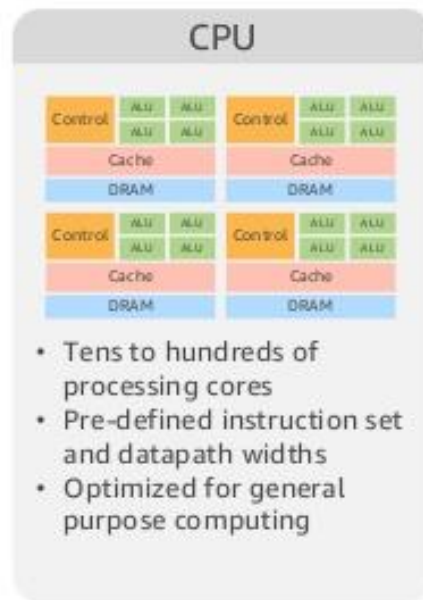 CPU
Control ALU ALU Control ALU ALU
ALU ALU ALU ALU
Cache Cache
DRAM DRAM
Control ALU ALU Control ALU ALU
ALU ALU ALU ALU
Cache Cache
DRAM DRAM
• Tens to hundreds of
processing cores
• Pre-defined instruction set
and datapath widths
• Optimized for general
purpose computing